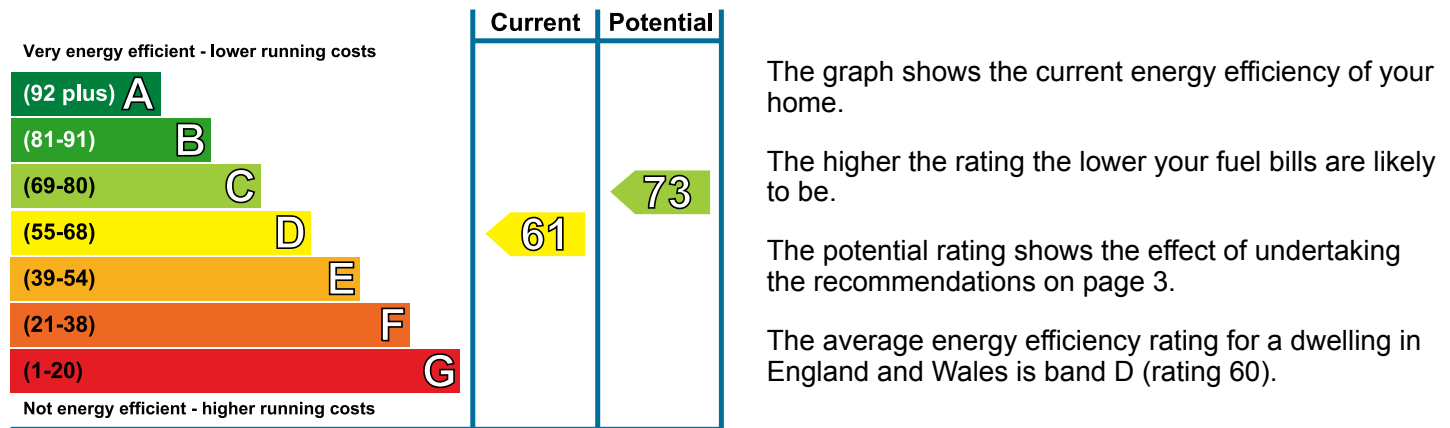 Current Potential
Very energy efficient - lower running costs
(92 plus) A
(81-91) B
(69-80) C
73
(55-68) D
61
(39-54) E
(21-38) F
(1-20) G
Not energy efficient - higher running costs
The graph shows the current energy efficiency of your
home.
The higher the rating the lower your fuel bills are likely
to be.
The potential rating shows the effect of undertaking
the recommendations on page 3.
The average energy efficiency rating for a dwelling in
England and Wales is band D (rating 60).